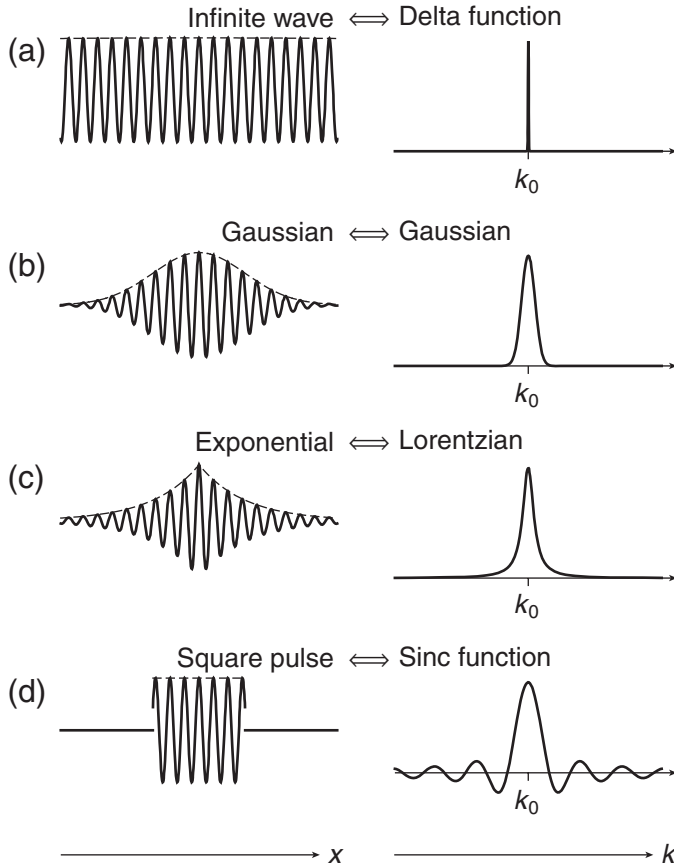 Infinite wave ⟺ Delta function
(a)
k₀
Gaussian ⟺ Gaussian
(b)
k₀
Exponential ⟺ Lorentzian
(c)
k₀
Square pulse ⟺ Sinc function
(d)
k₀
x
k